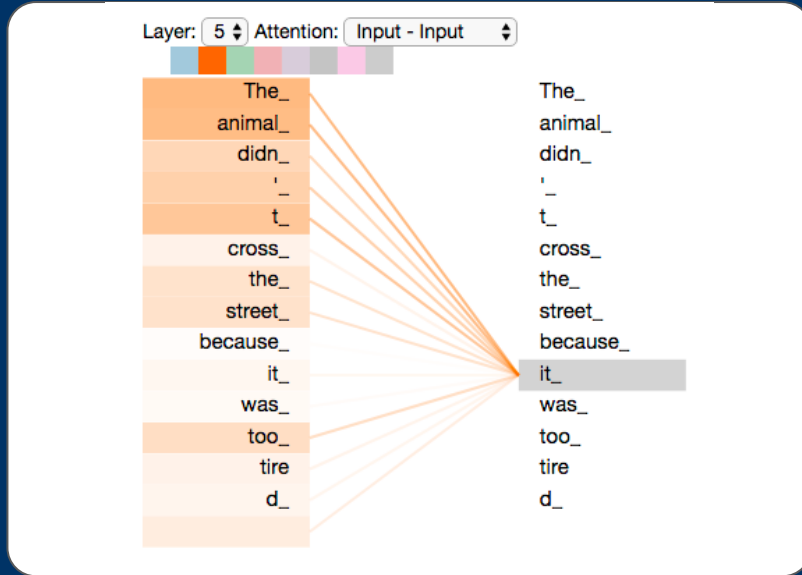 Layer: 5 Attention: Input - Input
The_ The_
animal_ animal_
didn_ didn_
'_ '_
t_ t_
cross_ cross_
the_ the_
street_ street_
because_ because_
it_ it_
was_ was_
too_ too_
tire tire
d_ d_